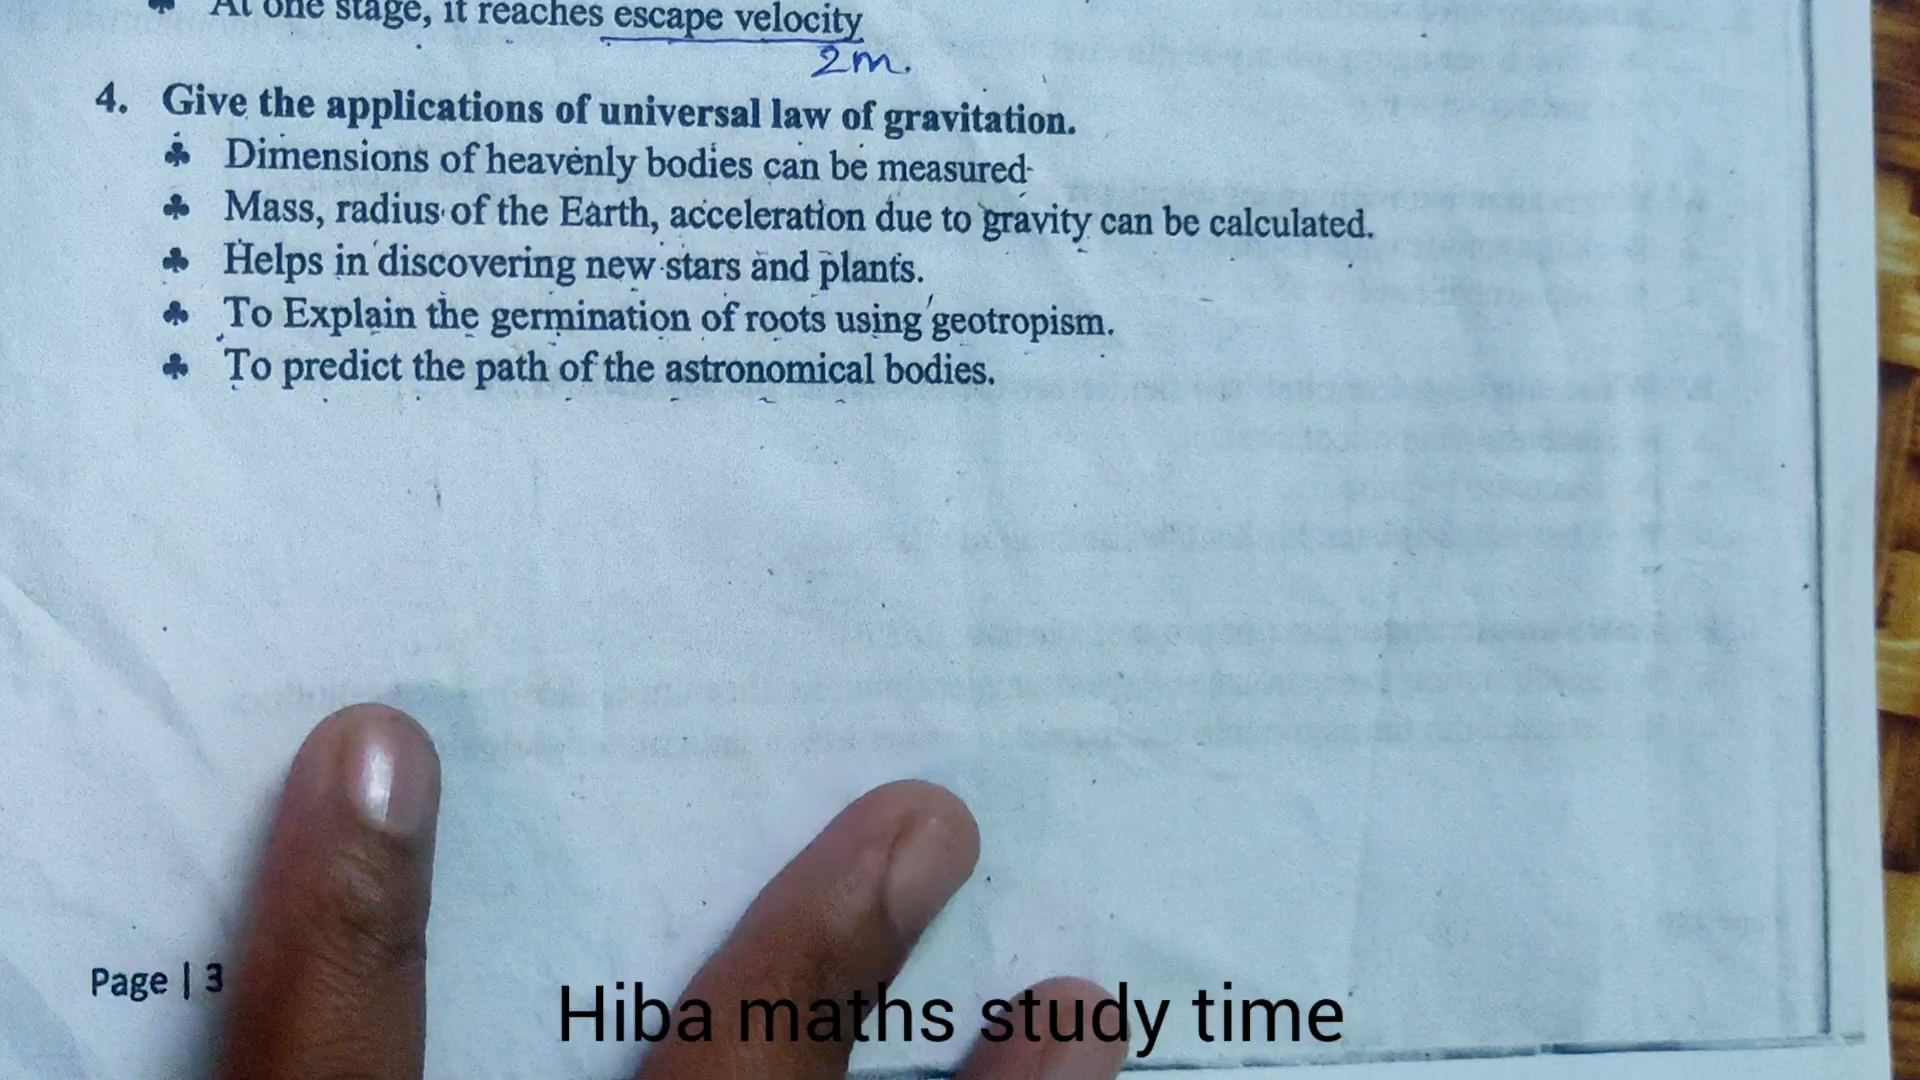 ♣ At one stage, it reaches escape velocity
2m.
4. Give the applications of universal law of gravitation.
♣ Dimensions of heavenly bodies can be measured
♣ Mass, radius of the Earth, acceleration due to gravity can be calculated.
♣ Helps in discovering new stars and plants.
♣ To Explain the germination of roots using geotropism.
♣ To predict the path of the astronomical bodies.
Page | 3
Hiba maths study time